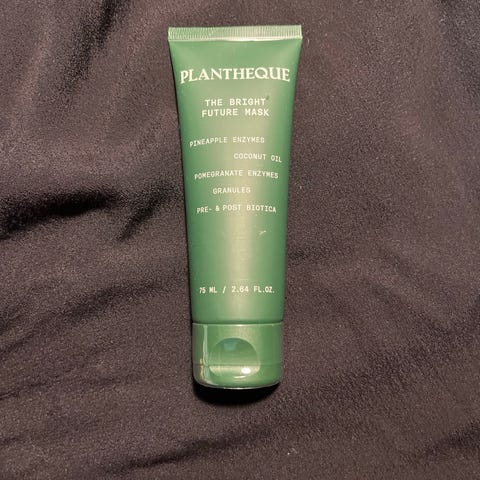 PLANTHEQUE
THE BRIGHT
FUTURE MASK
PINEAPPLE ENZYMES
COCONUT OIL
POMEGRANATE ENZYMES
GRANULES
PRE- & POST BIOTICA
75 ML / 2.64 FL.OZ.